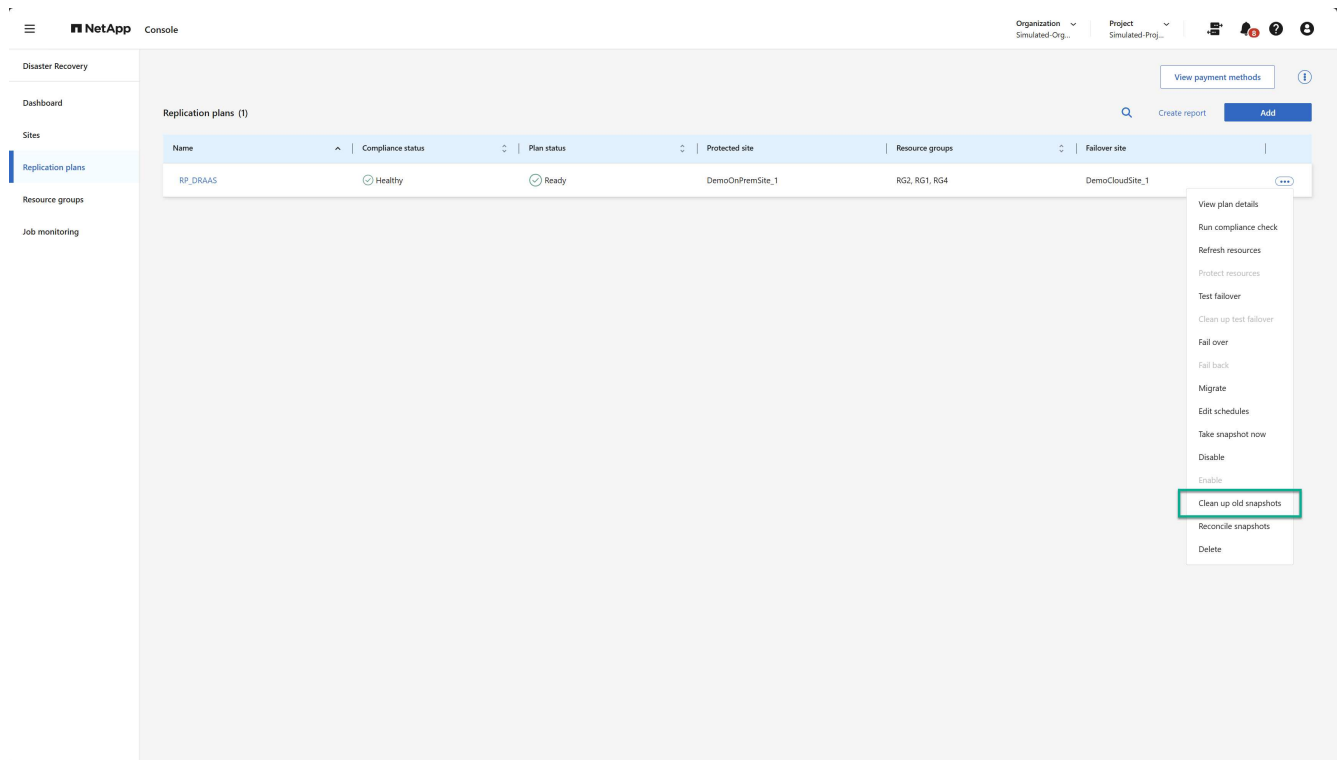 NetApp Console
Organization
Simulated-Org...
Project
Simulated-Proj...
8
Disaster Recovery
Dashboard
Sites
Replication plans
Resource groups
Job monitoring
View payment methods
Replication plans (1)
Create report
Add
Name
Compliance status
Plan status
Protected site
Resource groups
Failover site
RP_DRAAS
Healthy
Ready
DemoOnPremSite_1
RG2, RG1, RG4
DemoCloudSite_1
View plan details
Run compliance check
Refresh resources
Protect resources
Test failover
Clean up test failover
Fail over
Fail back
Migrate
Edit schedules
Take snapshot now
Disable
Enable
Clean up old snapshots
Reconcile snapshots
Delete